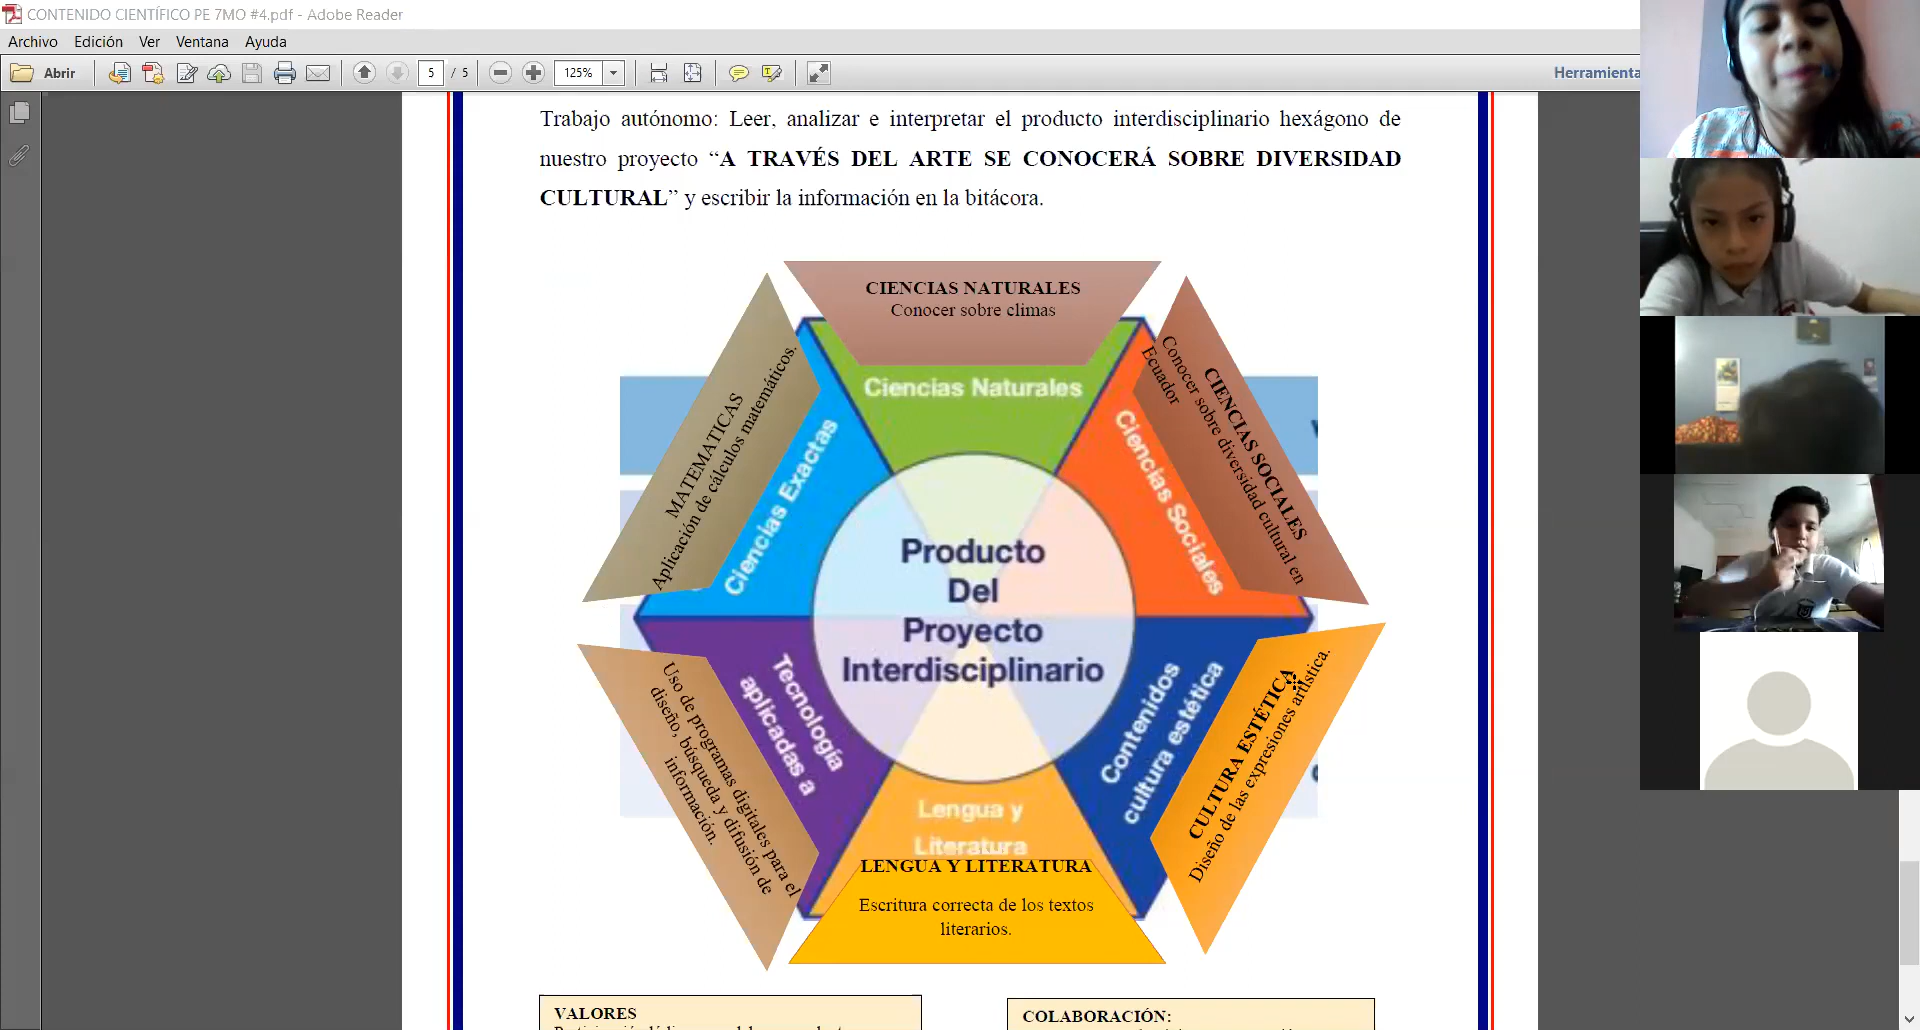 CONTENIDO CIENTÍFICO PE 7MO #4.pdf - Adobe Reader
Archivo Edición Ver Ventana Ayuda
Abrir 5 / 5 125% Herramienta
Trabajo autónomo: Leer, analizar e interpretar el producto interdisciplinario hexágono de
nuestro proyecto “A TRAVÉS DEL ARTE SE CONOCERÁ SOBRE DIVERSIDAD
CULTURAL” y escribir la información en la bitácora.
CIENCIAS NATURALES
Conocer sobre climas
Ciencias Naturales
MATEMATICAS
Aplicación de cálculos matemáticos.
Ciencias Exactas
CIENCIAS SOCIALES
Conocer sobre diversidad cultural en
Ecuador
Ciencias Sociales
Producto
Del
Proyecto
Interdisciplinario
Tecnología
aplicadas a
Uso de programas digitales para el
diseño, búsqueda y difusión de
información.
Contenidos
cultura estética
CULTURA ESTÉTICA
Diseño de las expresiones artística.
Lengua y
Literatura
LENGUA Y LITERATURA
Escritura correcta de los textos
literarios.
VALORES
COLABORACIÓN: